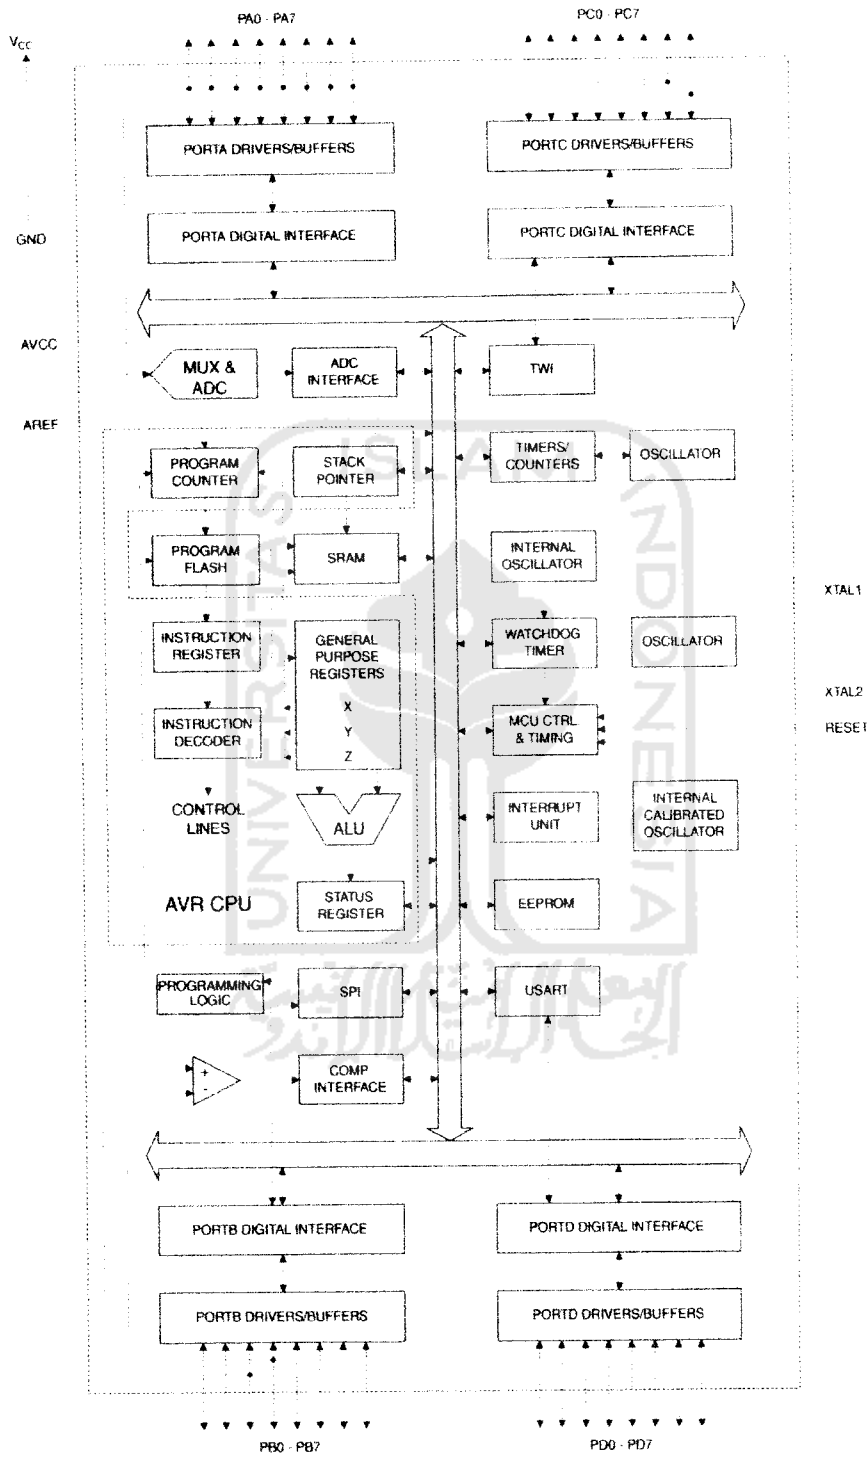 PA0 - PA7
PC0 - PC7
VCC
PORTA DRIVERS/BUFFERS
PORTC DRIVERS/BUFFERS
GND
PORTA DIGITAL INTERFACE
PORTC DIGITAL INTERFACE
AVCC
MUX &
ADC
ADC
INTERFACE
TWI
AREF
PROGRAM
COUNTER
STACK
POINTER
TIMERS/
COUNTERS
OSCILLATOR
PROGRAM
FLASH
SRAM
INTERNAL
OSCILLATOR
XTAL1
INSTRUCTION
REGISTER
GENERAL
PURPOSE
REGISTERS
X
Y
Z
WATCHDOG
TIMER
OSCILLATOR
XTAL2
INSTRUCTION
DECODER
MCU CTRL
& TIMING
RESET
CONTROL
LINES
ALU
INTERRUPT
UNIT
INTERNAL
CALIBRATED
OSCILLATOR
AVR CPU
STATUS
REGISTER
EEPROM
PROGRAMMING
LOGIC
SPI
USART
+
-
COMP
INTERFACE
PORTB DIGITAL INTERFACE
PORTD DIGITAL INTERFACE
PORTB DRIVERS/BUFFERS
PORTD DRIVERS/BUFFERS
PB0 - PB7
PD0 - PD7
UNIVERSITAS
ISLAM
INDONESIA